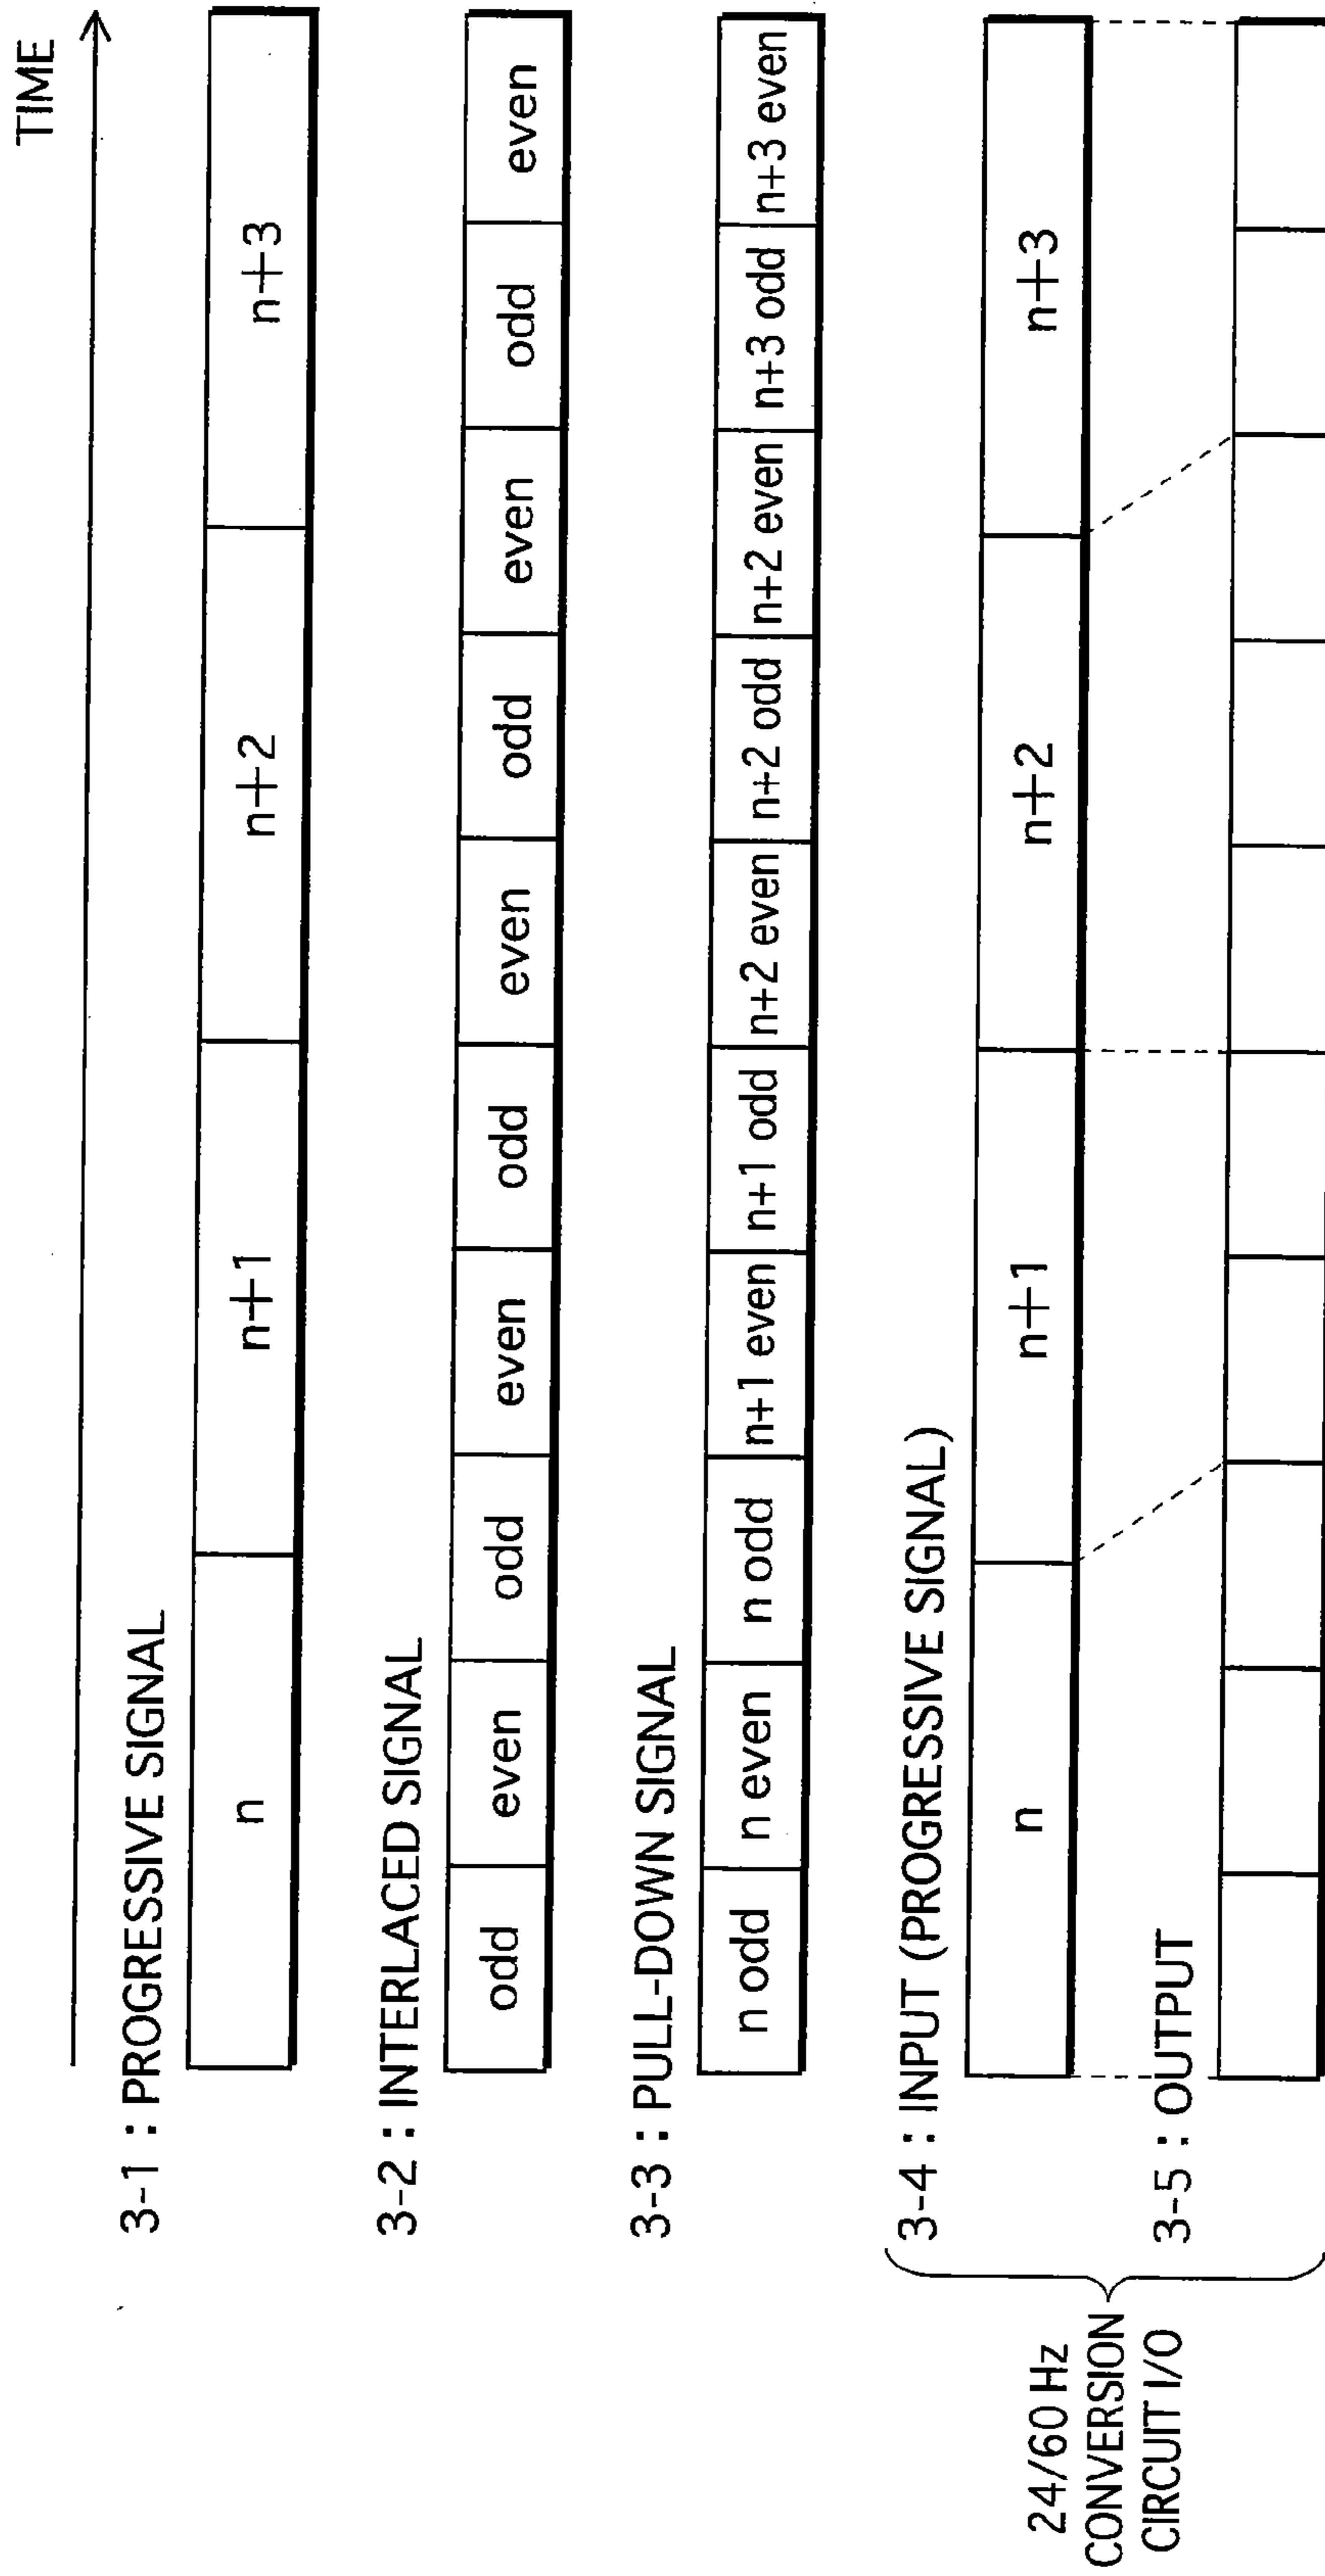 TIME
3-1 : PROGRESSIVE SIGNAL
n n+1 n+2 n+3
3-2 : INTERLACED SIGNAL
odd even odd even odd even odd even odd even
3-3 : PULL-DOWN SIGNAL
n odd n even n odd n+1 even n+1 odd n+2 even n+2 odd n+2 even n+3 odd n+3 even
24/60 Hz
CONVERSION
CIRCUIT I/O
3-4 : INPUT (PROGRESSIVE SIGNAL)
n n+1 n+2 n+3
3-5 : OUTPUT